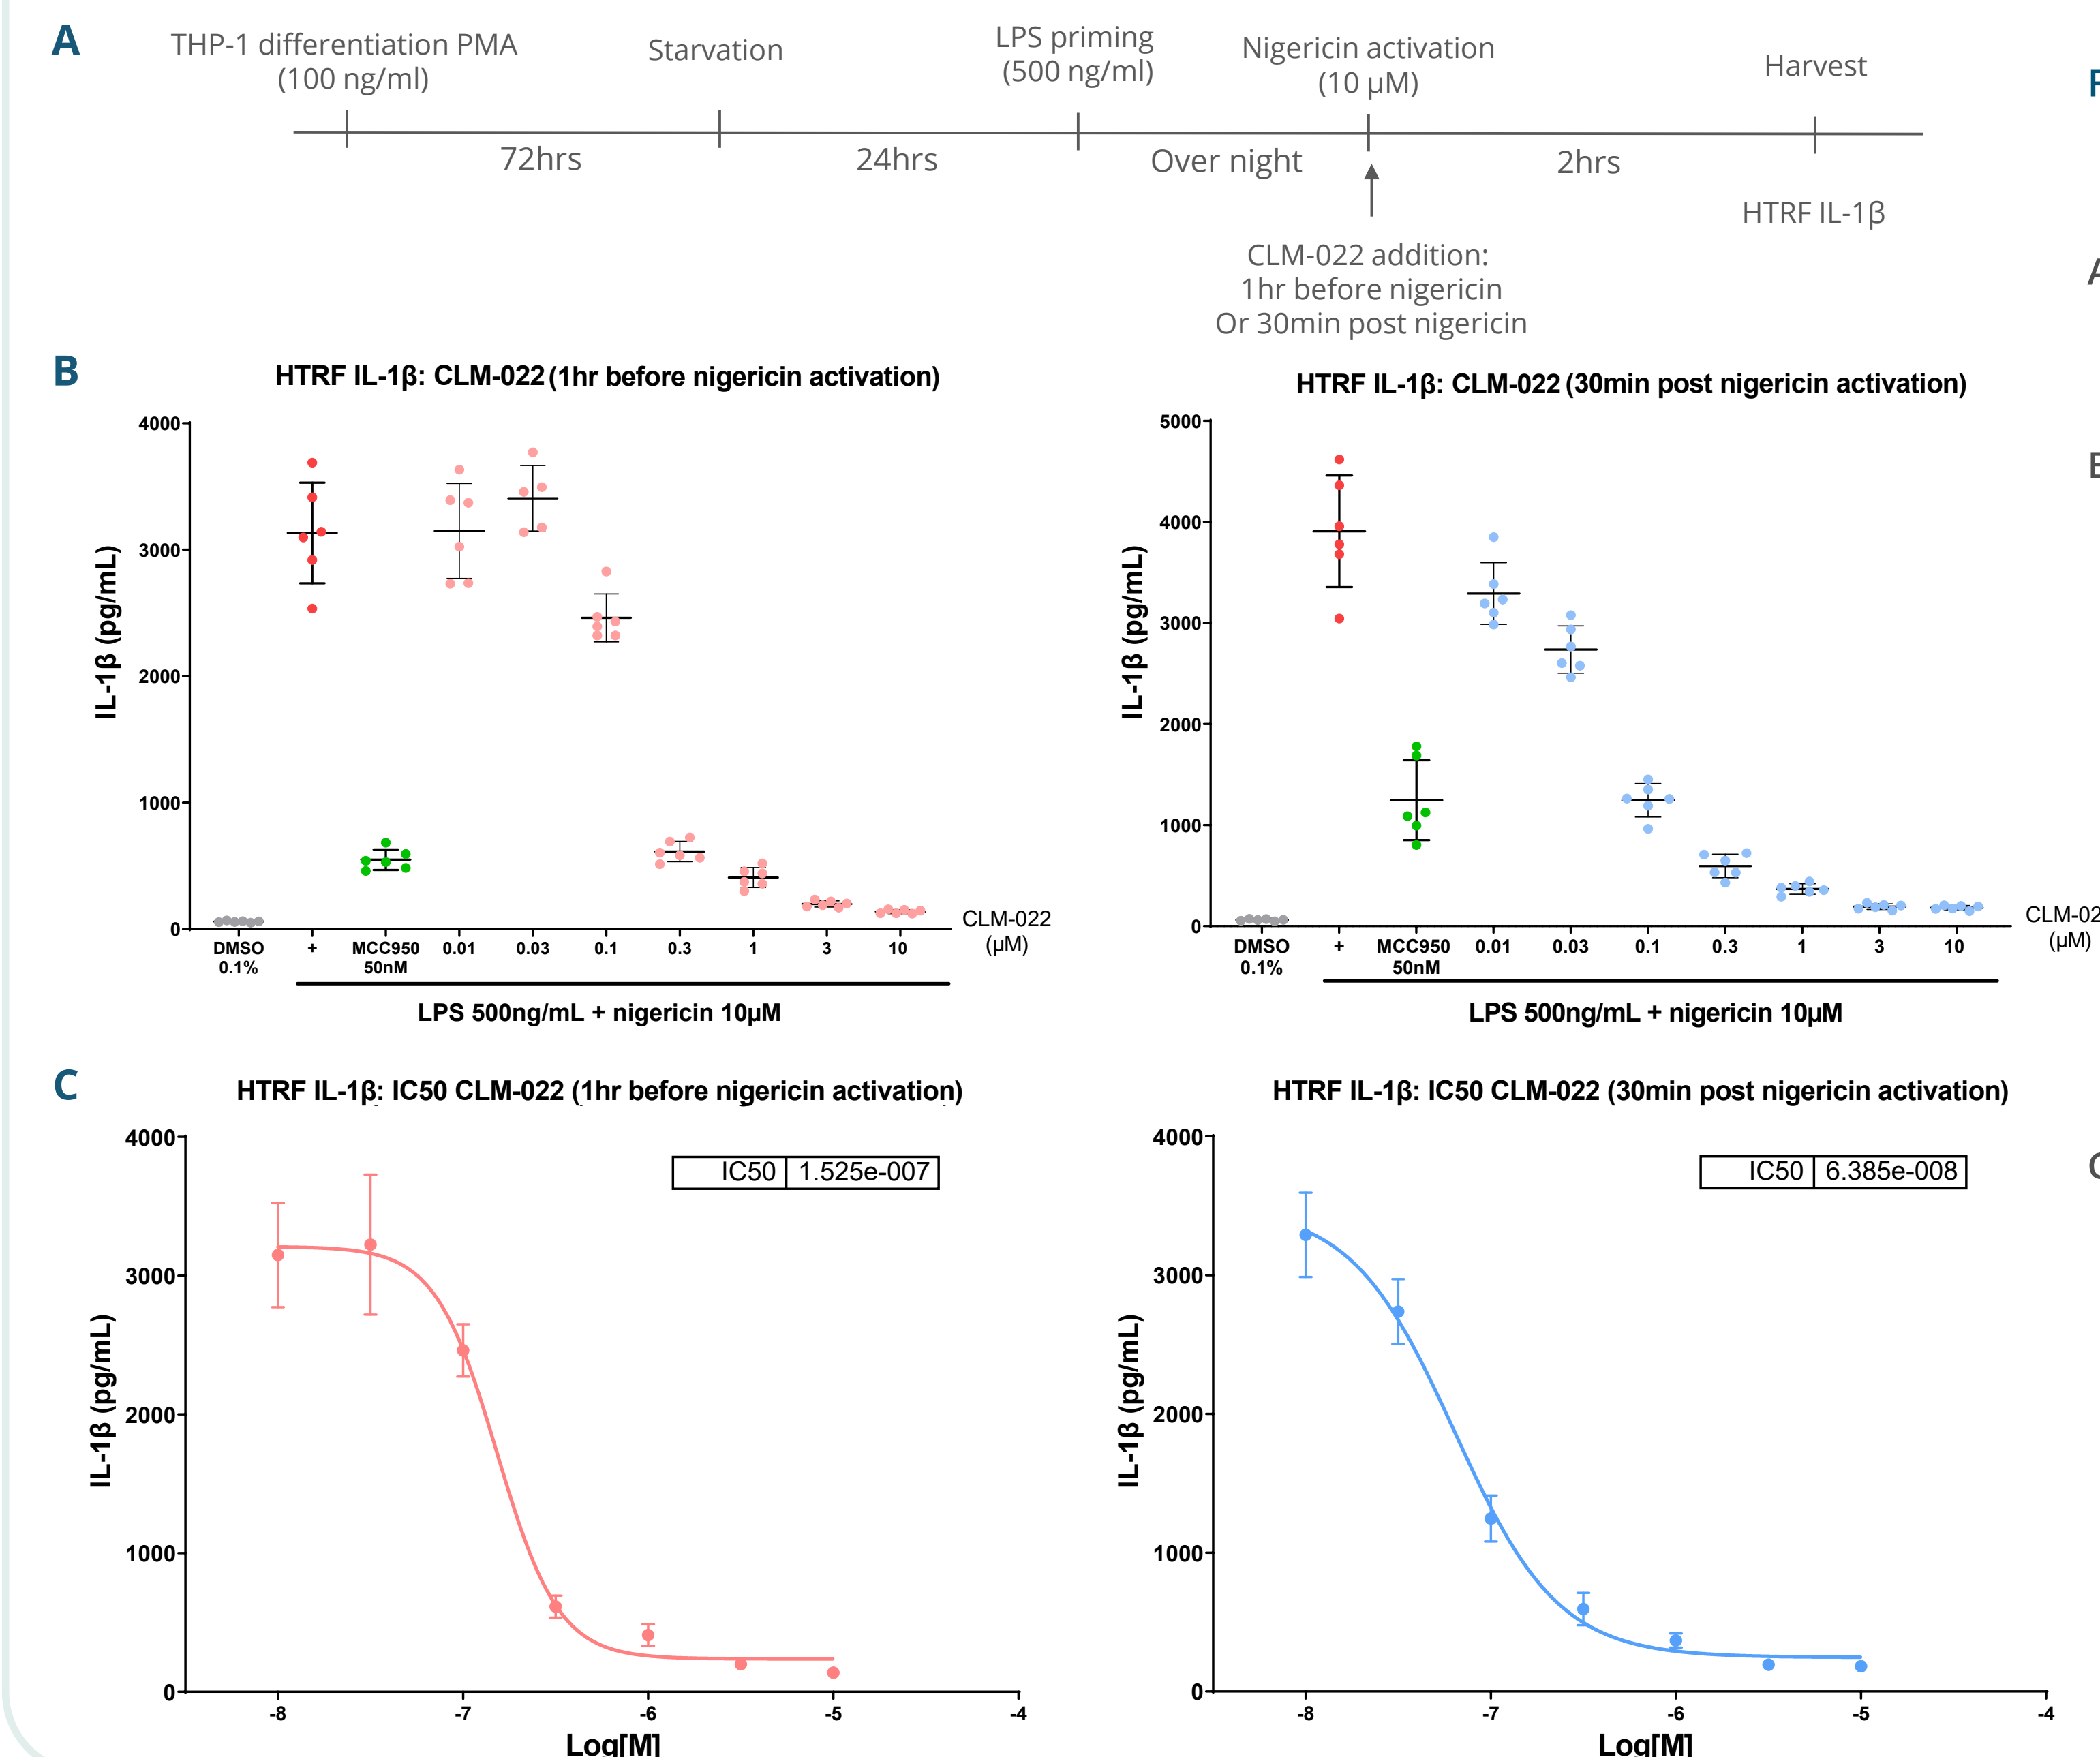 A
THP-1 differentiation PMA
(100 ng/ml)
Starvation
LPS priming
(500 ng/ml)
Nigericin activation
(10 µM)
Harvest
72hrs
24hrs
Over night
2hrs
HTRF IL-1β
CLM-022 addition:
1hr before nigericin
Or 30min post nigericin
B
HTRF IL-1β: CLM-022 (1hr before nigericin activation)
IL-1β (pg/mL)
4000
3000
2000
1000
0
DMSO
0.1%
+
MCC950
50nM
0.01
0.03
0.1
0.3
1
3
10
CLM-022
(µM)
LPS 500ng/mL + nigericin 10µM
HTRF IL-1β: CLM-022 (30min post nigericin activation)
IL-1β (pg/mL)
5000
4000
3000
2000
1000
0
DMSO
0.1%
+
MCC950
50nM
0.01
0.03
0.1
0.3
1
3
10
CLM-02
(µM)
LPS 500ng/mL + nigericin 10µM
C
HTRF IL-1β: IC50 CLM-022 (1hr before nigericin activation)
IC50 1.525e-007
IL-1β (pg/mL)
4000
3000
2000
1000
0
-8
-7
-6
-5
-4
Log[M]
HTRF IL-1β: IC50 CLM-022 (30min post nigericin activation)
IC50 6.385e-008
IL-1β (pg/mL)
4000
3000
2000
1000
0
-8
-7
-6
-5
-4
Log[M]